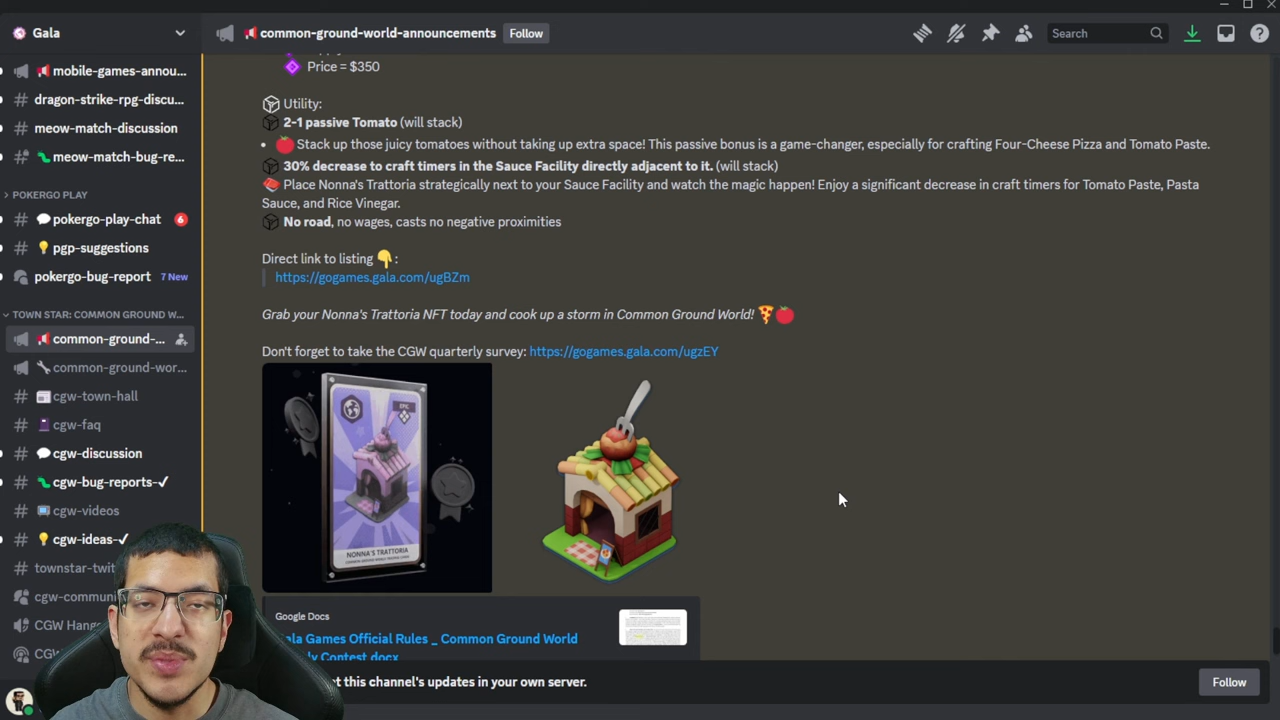 Gala
common-ground-world-announcements
Follow
Search
mobile-games-annou...
dragon-strike-rpg-discu...
meow-match-discussion
meow-match-bug-re...
POKERGO PLAY
pokergo-play-chat
6
pgp-suggestions
pokergo-bug-report
7 New
TOWN STAR: COMMON GROUND W...
common-ground-...
common-ground-wor...
cgw-town-hall
cgw-faq
cgw-discussion
cgw-bug-reports-✓
cgw-videos
cgw-ideas-✓
townstar-twit
cgw-commun
CGW Hang
CGW
Price = $350
Utility:
2-1 passive Tomato (will stack)
• Stack up those juicy tomatoes without taking up extra space! This passive bonus is a game-changer, especially for crafting Four-Cheese Pizza and Tomato Paste.
30% decrease to craft timers in the Sauce Facility directly adjacent to it. (will stack)
Place Nonna's Trattoria strategically next to your Sauce Facility and watch the magic happen! Enjoy a significant decrease in craft timers for Tomato Paste, Pasta
Sauce, and Rice Vinegar.
No road, no wages, casts no negative proximities
Direct link to listing 👇:
https://gogames.gala.com/ugBZm
Grab your Nonna's Trattoria NFT today and cook up a storm in Common Ground World! 🍕🍅
Don't forget to take the CGW quarterly survey: https://gogames.gala.com/ugzEY
EPIC
NONNA'S TRATTORIA
Google Docs
Gala Games Official Rules _ Common Ground World
Contest.docx
this channel's updates in your own server.
Follow